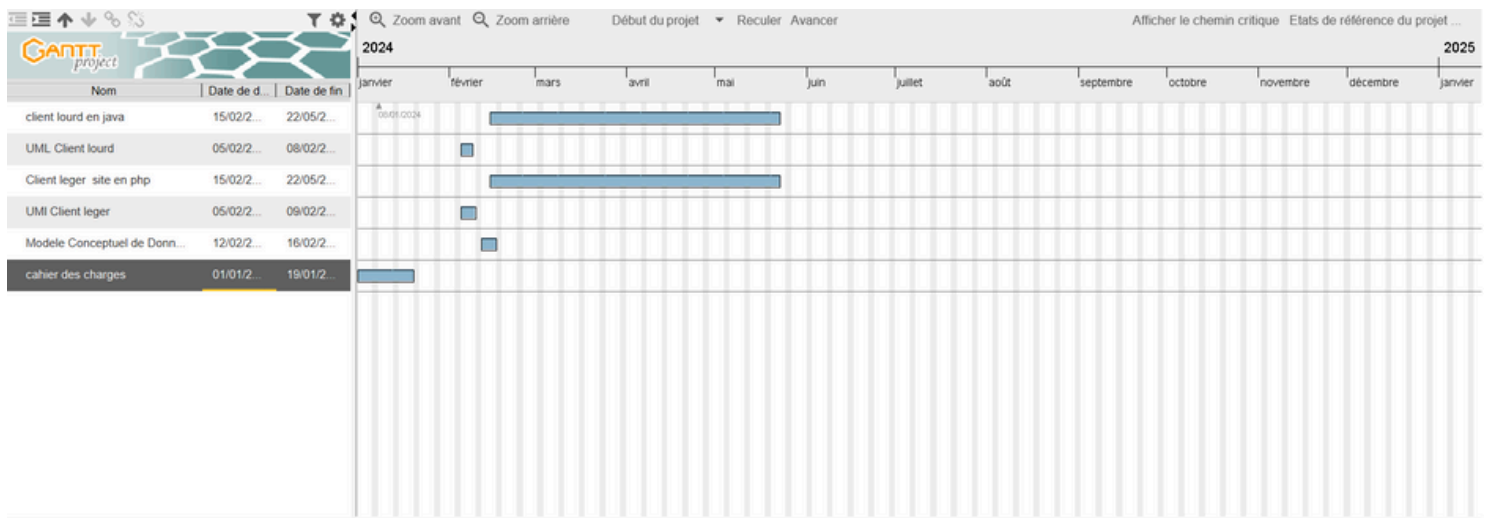 Zoom avant Zoom arrière Début du projet Reculer Avancer Afficher le chemin critique Etats de référence du projet ...
GANTT project
2024 2025
janvier février mars avril mai juin juillet août septembre octobre novembre décembre janvier
Nom Date de d... Date de fin
client lourd en java 15/02/2... 22/05/2...
08/01/2024
UML Client lourd 05/02/2... 08/02/2...
Client leger site en php 15/02/2... 22/05/2...
UMl Client leger 05/02/2... 09/02/2...
Modele Conceptuel de Donn... 12/02/2... 16/02/2...
cahier des charges 01/01/2... 19/01/2...